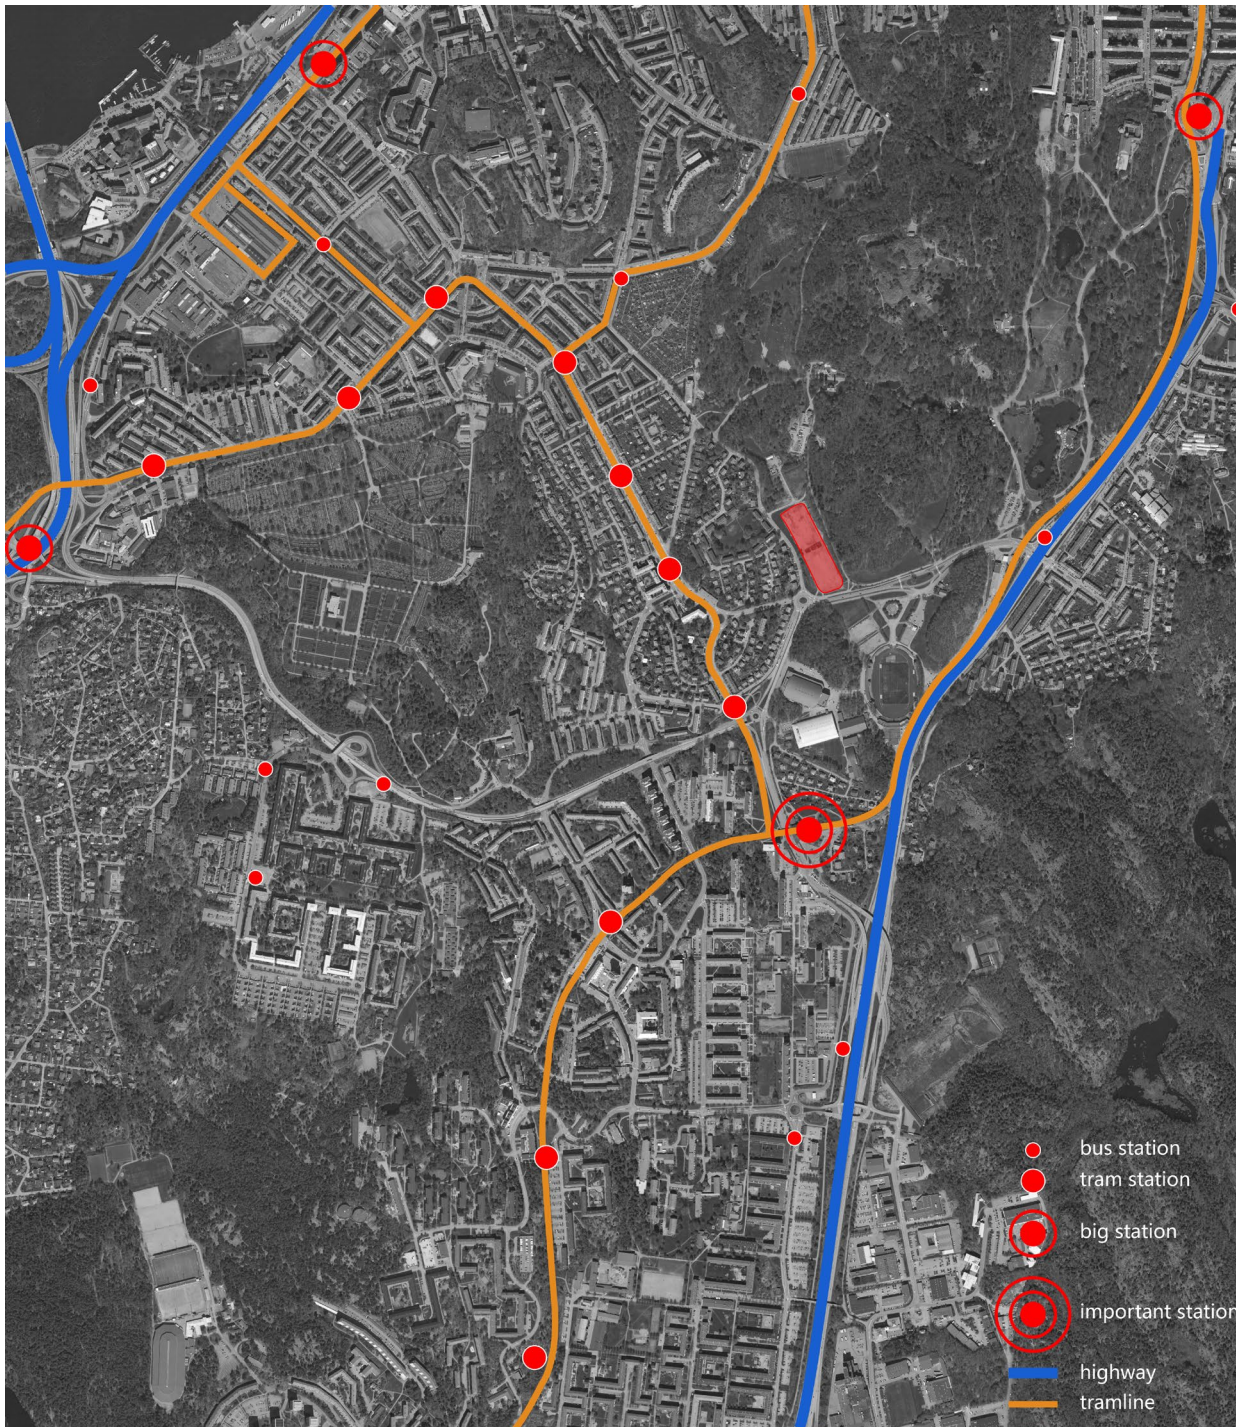 bus station
tram station
big station
important station
highway
tramline